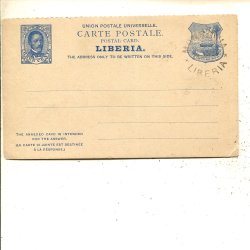 UNION POSTALE UNIVERSELLE.
CARTE POSTALE.
POSTAL CARD.
LIBERIA.
THE ADDRESS ONLY TO BE WRITTEN ON THIS SIDE.
LIBERIA
THE ANNEXED CARD IS INTENDED
FOR THE ANSWER.
(LA CARTE CI JOINTE EST DESTINÉE
À LA RÉPONSE.)